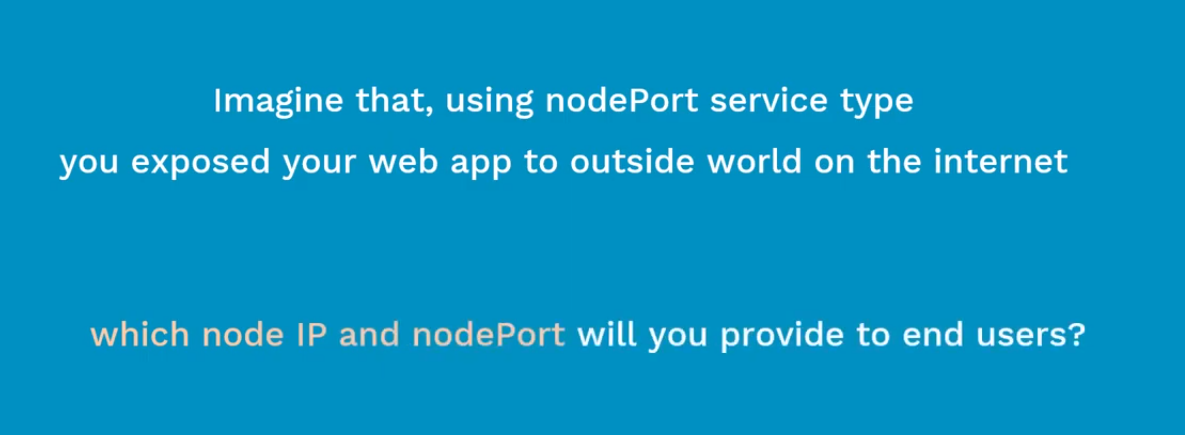 Imagine that, using nodePort service type
you exposed your web app to outside world on the internet
which node IP and nodePort will you provide to end users?